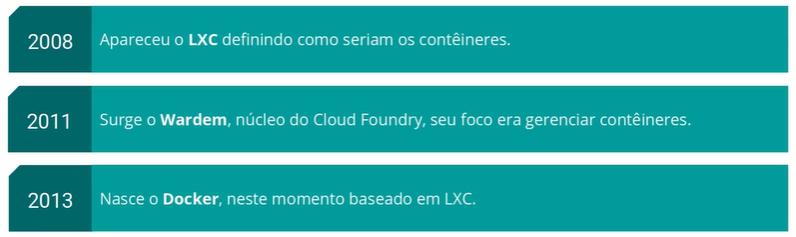 2008 Apareceu o LXC definindo como seriam os contêineres.
2011 Surge o Wardem, núcleo do Cloud Foundry, seu foco era gerenciar contêineres.
2013 Nasce o Docker, neste momento baseado em LXC.